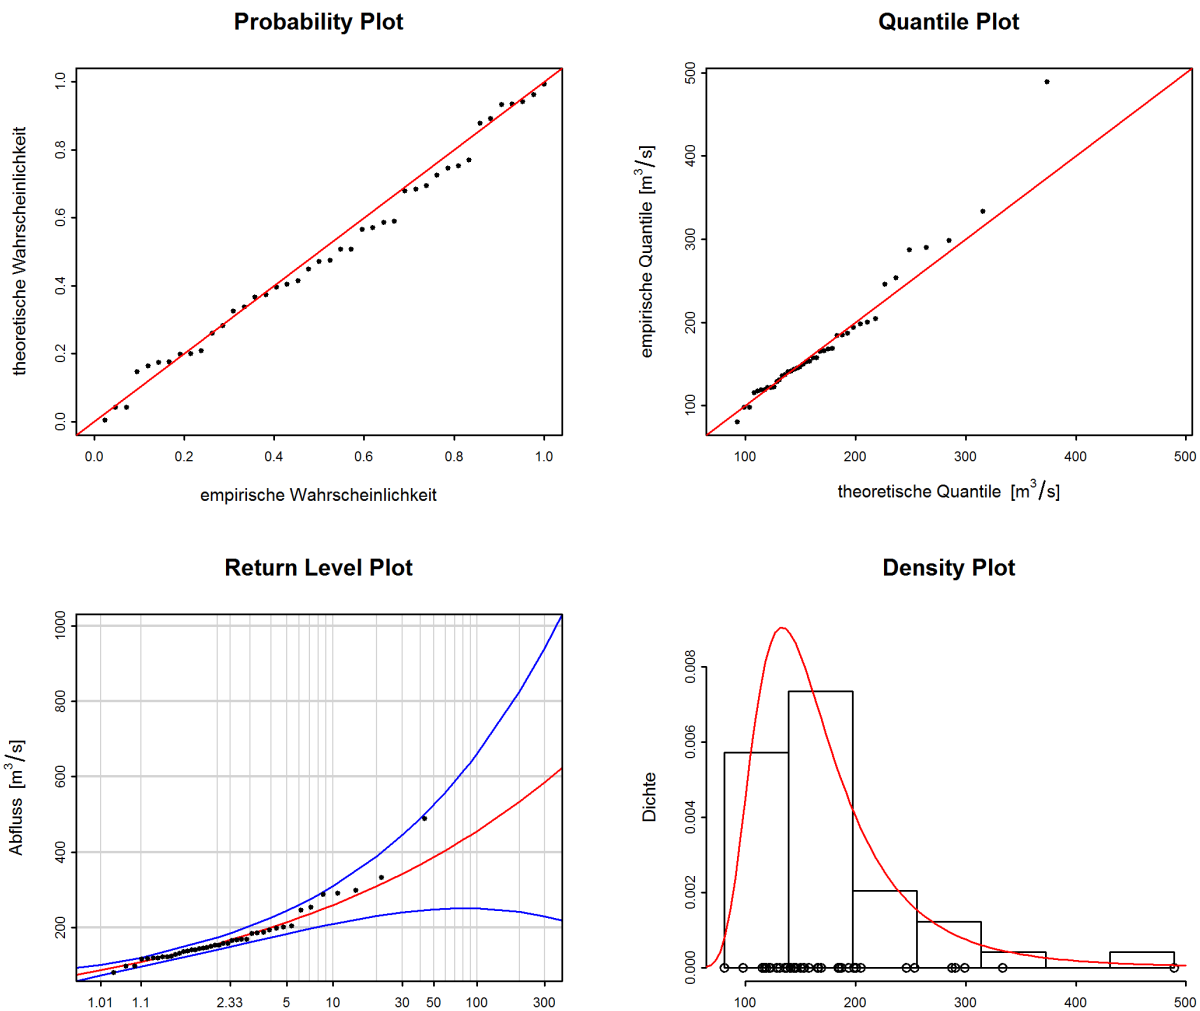 Probability Plot
theoretische Wahrscheinlichkeit
0.0 0.2 0.4 0.6 0.8 1.0
0.0 0.2 0.4 0.6 0.8 1.0
empirische Wahrscheinlichkeit
Quantile Plot
empirische Quantile [m³/s]
100 200 300 400 500
100 200 300 400 500
theoretische Quantile [m³/s]
Return Level Plot
Abfluss [m³/s]
200 400 600 800 1000
1.01 1.1 2.33 5 10 30 50 100 300
Density Plot
Dichte
0.000 0.002 0.004 0.006 0.008
100 200 300 400 500